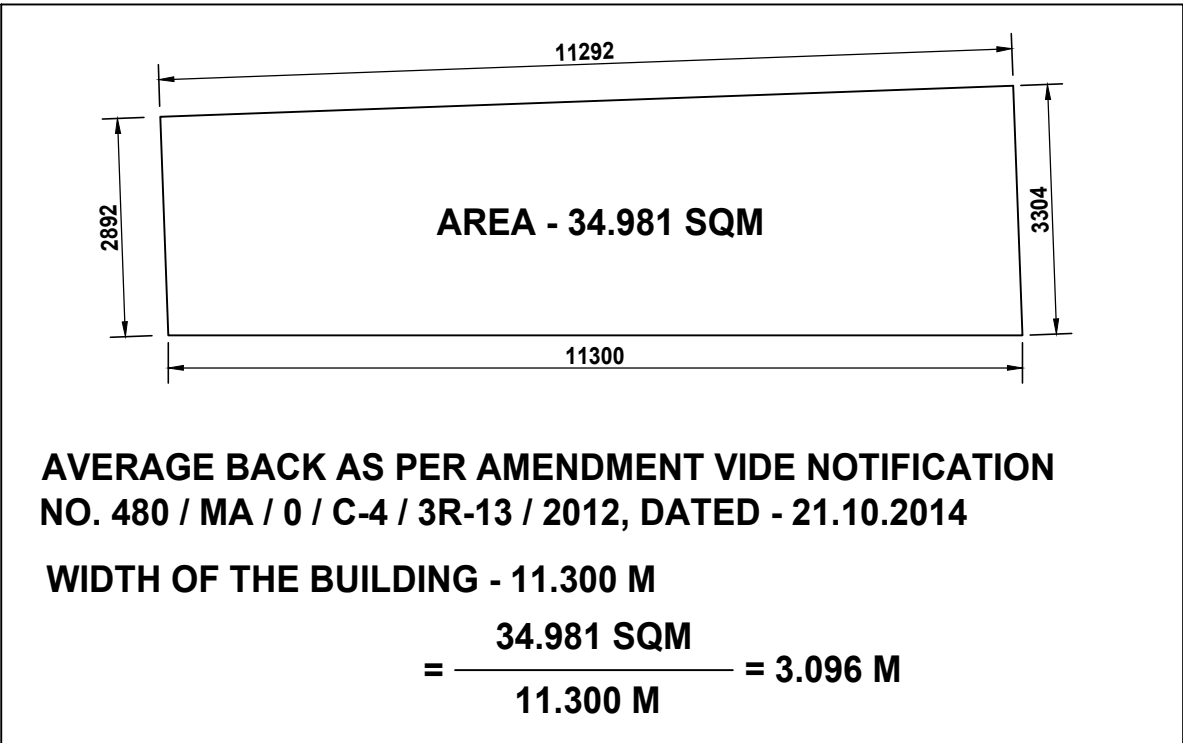 11292
2892
AREA - 34.981 SQM
3304
11300
AVERAGE BACK AS PER AMENDMENT VIDE NOTIFICATION
NO. 480 / MA / 0 / C-4 / 3R-13 / 2012, DATED - 21.10.2014
WIDTH OF THE BUILDING - 11.300 M
34.981 SQM
= = 3.096 M
11.300 M